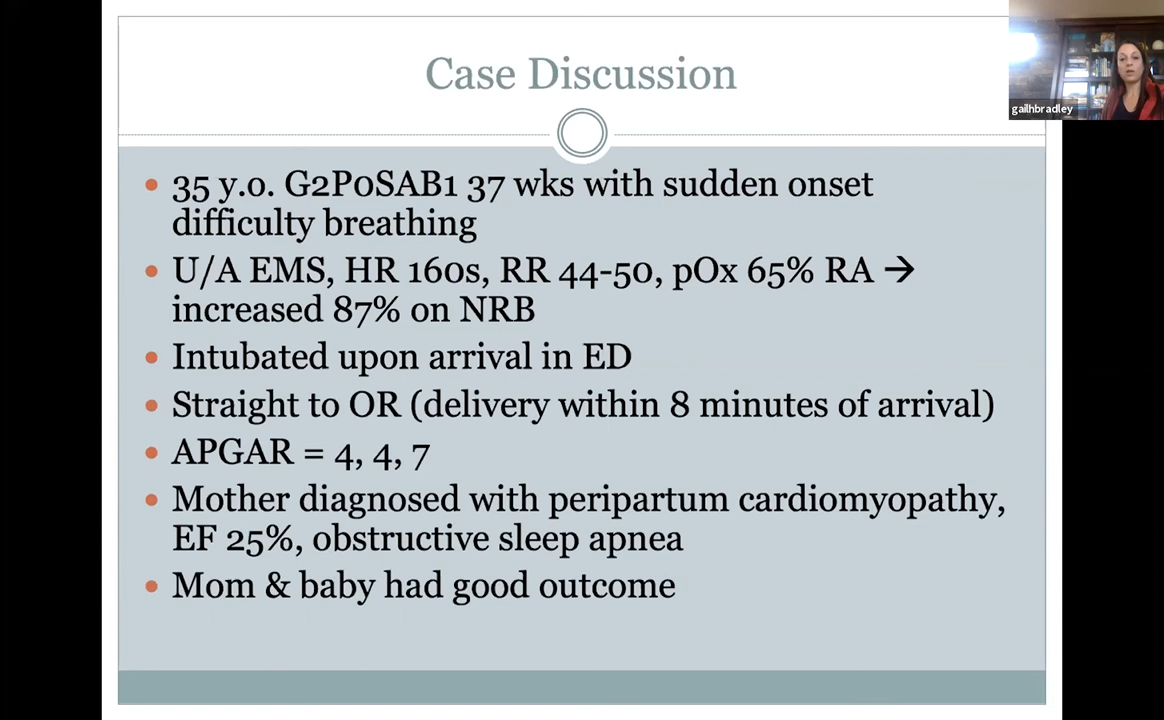 Case Discussion
gailhbradley
• 35 y.o. G2P0SAB1 37 wks with sudden onset
difficulty breathing
• U/A EMS, HR 160s, RR 44-50, pOx 65% RA →
increased 87% on NRB
• Intubated upon arrival in ED
• Straight to OR (delivery within 8 minutes of arrival)
• APGAR = 4, 4, 7
• Mother diagnosed with peripartum cardiomyopathy,
EF 25%, obstructive sleep apnea
• Mom & baby had good outcome